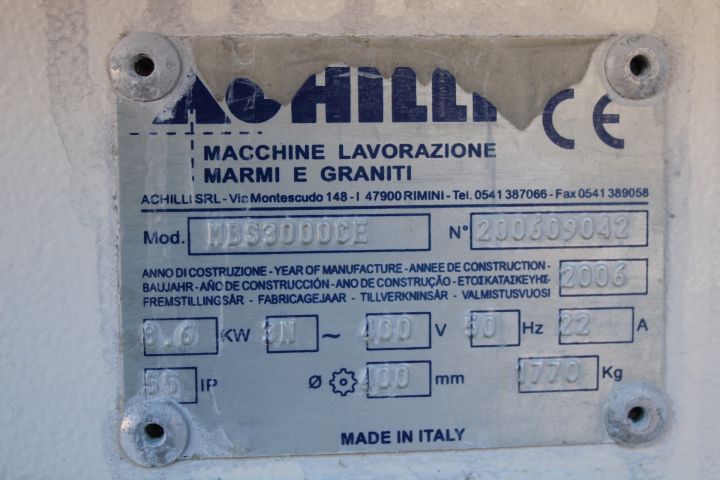 ACHILLI
MACCHINE LAVORAZIONE
MARMI E GRANITI
ACHILLI SRL - Via Montescudo 148 - I 47900 RIMINI - Tel. 0541 387066 - Fax 0541 389058
Mod. MBS3000CE N° 200609042
ANNO DI COSTRUZIONE - YEAR OF MANUFACTURE - ANNEE DE CONSTRUCTION -
BAUJAHR - AÑO DE CONSTRUCCIÓN - ANO DE CONSTRUÇÃO - ΕΤΟΣΚΑΤΑΣΚΕΥΗΣ- 2006
FREMSTILLINGSÅR - FABRICAGEJAAR - TILLVERKNINSÅR - VALMISTUSVUOSI
KW 3N ~ 400 V 50 Hz 22 A
55 IP Ø 400 mm 1770 Kg
MADE IN ITALY
CE